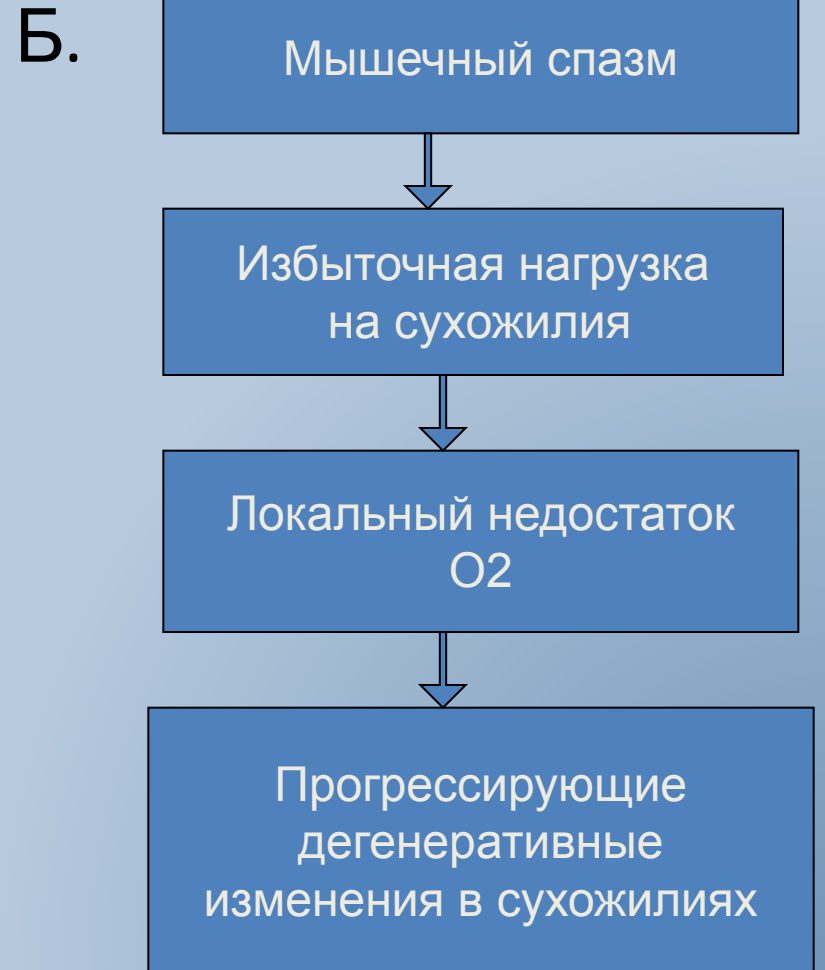 Б.
Мышечный спазм
Избыточная нагрузка
на сухожилия
Локальный недостаток
О2
Прогрессирующие
дегенеративные
изменения в сухожилиях